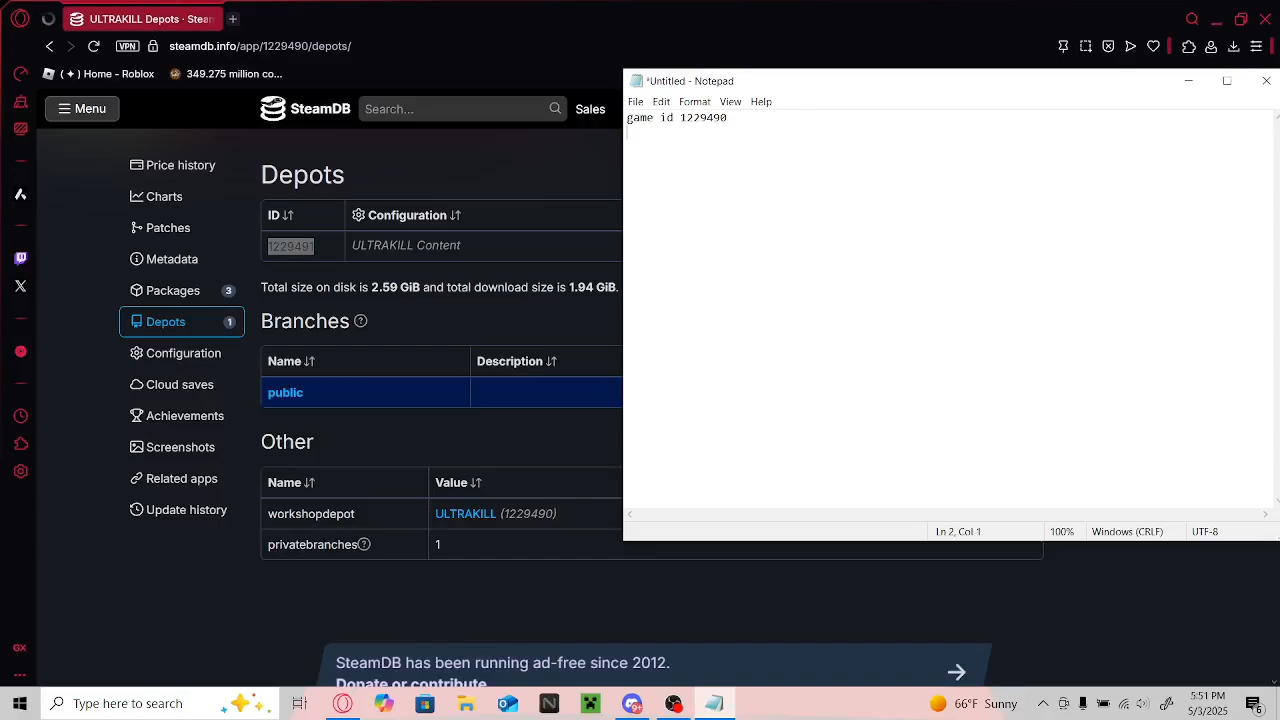 ULTRAKILL Depots · Stean
VPN
steamdb.info/app/1229490/depots/
( ✦ ) Home - Roblox
349.275 million co...
*Untitled - Notepad
File Edit Format View Help
game id 1229490
Menu
SteamDB
Search...
Sales
Price history
Charts
Patches
Metadata
Packages 3
Depots 1
Configuration
Cloud saves
Achievements
Screenshots
Related apps
Update history
Depots
ID Configuration
1229491 ULTRAKILL Content
Total size on disk is 2.59 GiB and total download size is 1.94 GiB.
Branches
Name Description
public
Other
Name Value
workshopdepot ULTRAKILL (1229490)
privatebranches 1
Ln 2, Col 1 100% Windows (CRLF) UTF-8
SteamDB has been running ad-free since 2012.
Donate or contribute
GX
Type here to search
9+
66°F Sunny
5:51 PM
5/3/2025
6